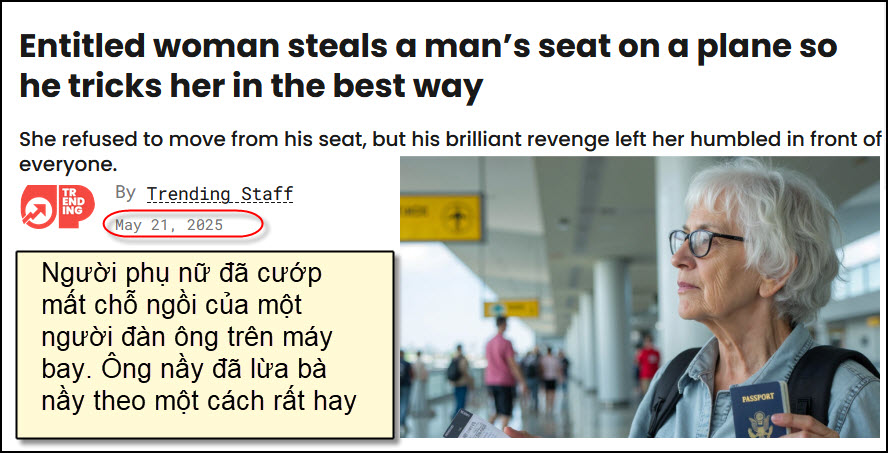 Entitled woman steals a man’s seat on a plane so
he tricks her in the best way
She refused to move from his seat, but his brilliant revenge left her humbled in front of
everyone.
TR
END
ING
By Trending Staff
May 21, 2025
Người phụ nữ đã cướp
mất chỗ ngồi của một
người đàn ông trên máy
bay. Ông nầy đã lừa bà
nầy theo một cách rất hay
PASSPORT